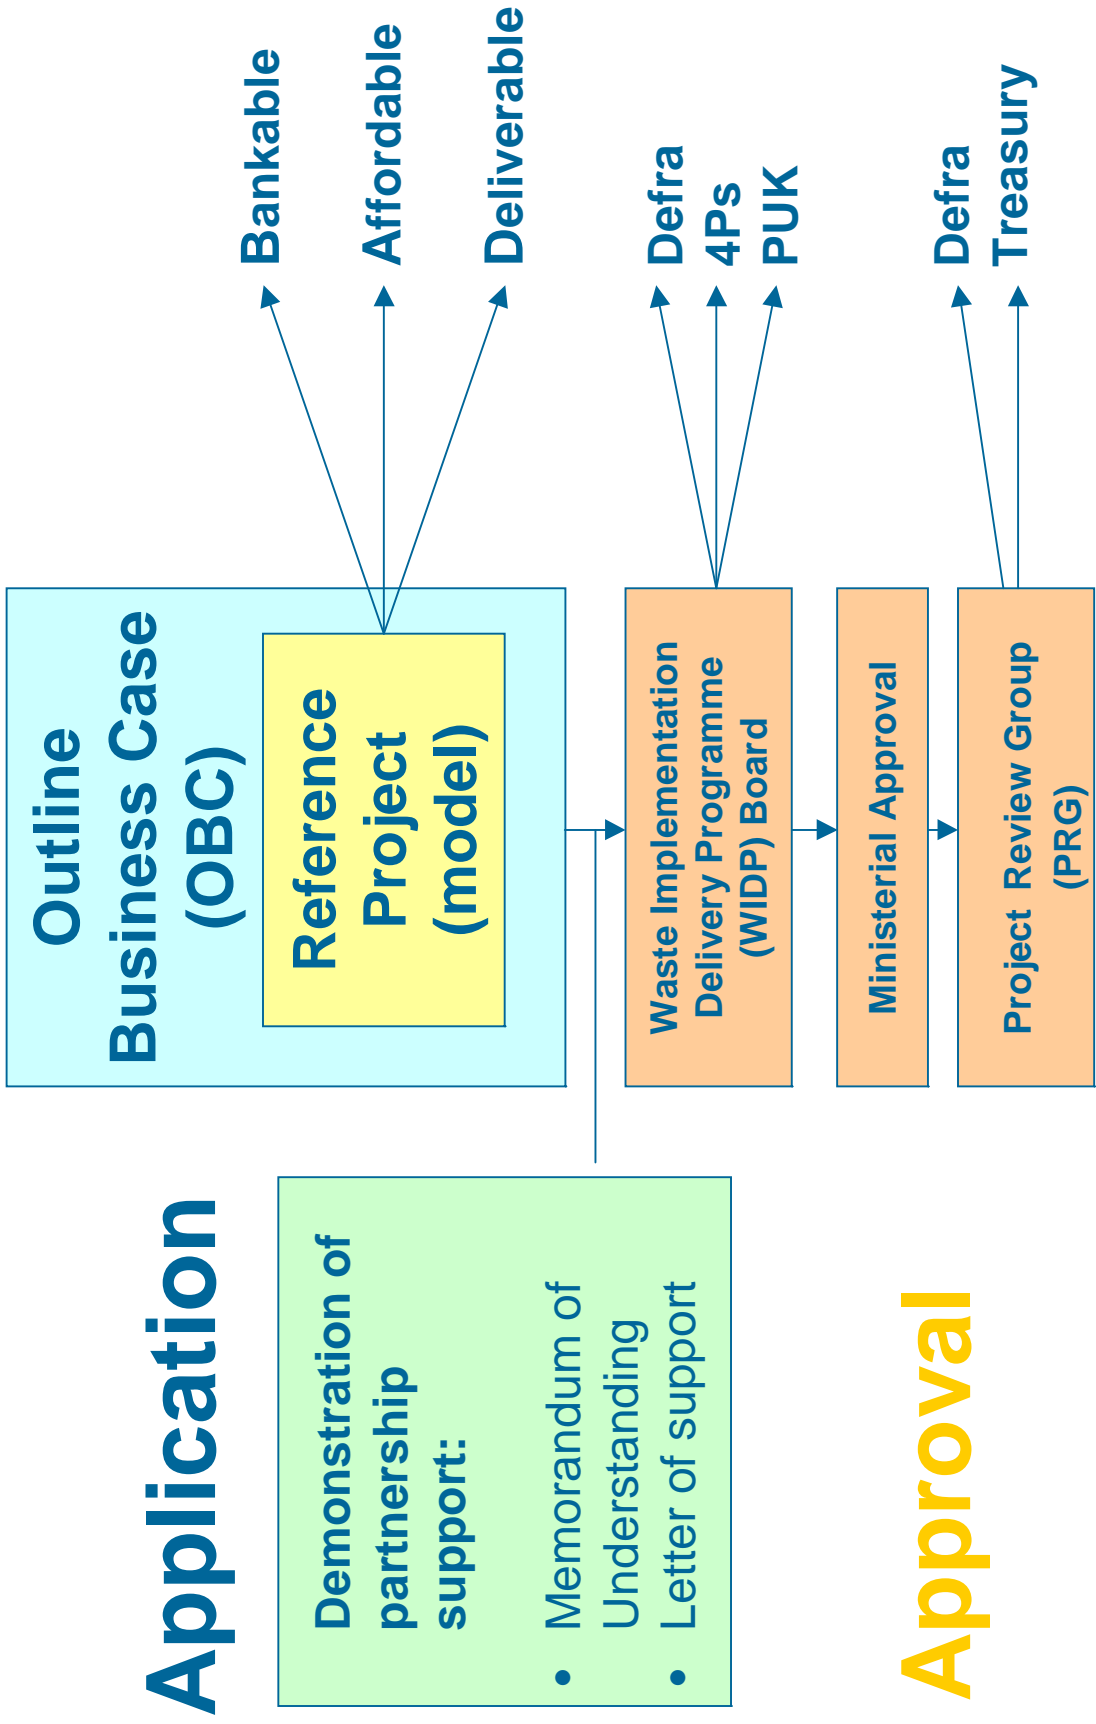 Application
Outline
Business Case
(OBC)
Reference
Project
(model)
Bankable
Affordable
Deliverable
Demonstration of
partnership
support:
• Memorandum of
Understanding
• Letter of support
Waste Implementation
Delivery Programme
(WIDP) Board
Defra
4Ps
PUK
Ministerial Approval
Approval
Project Review Group
(PRG)
Defra
Treasury